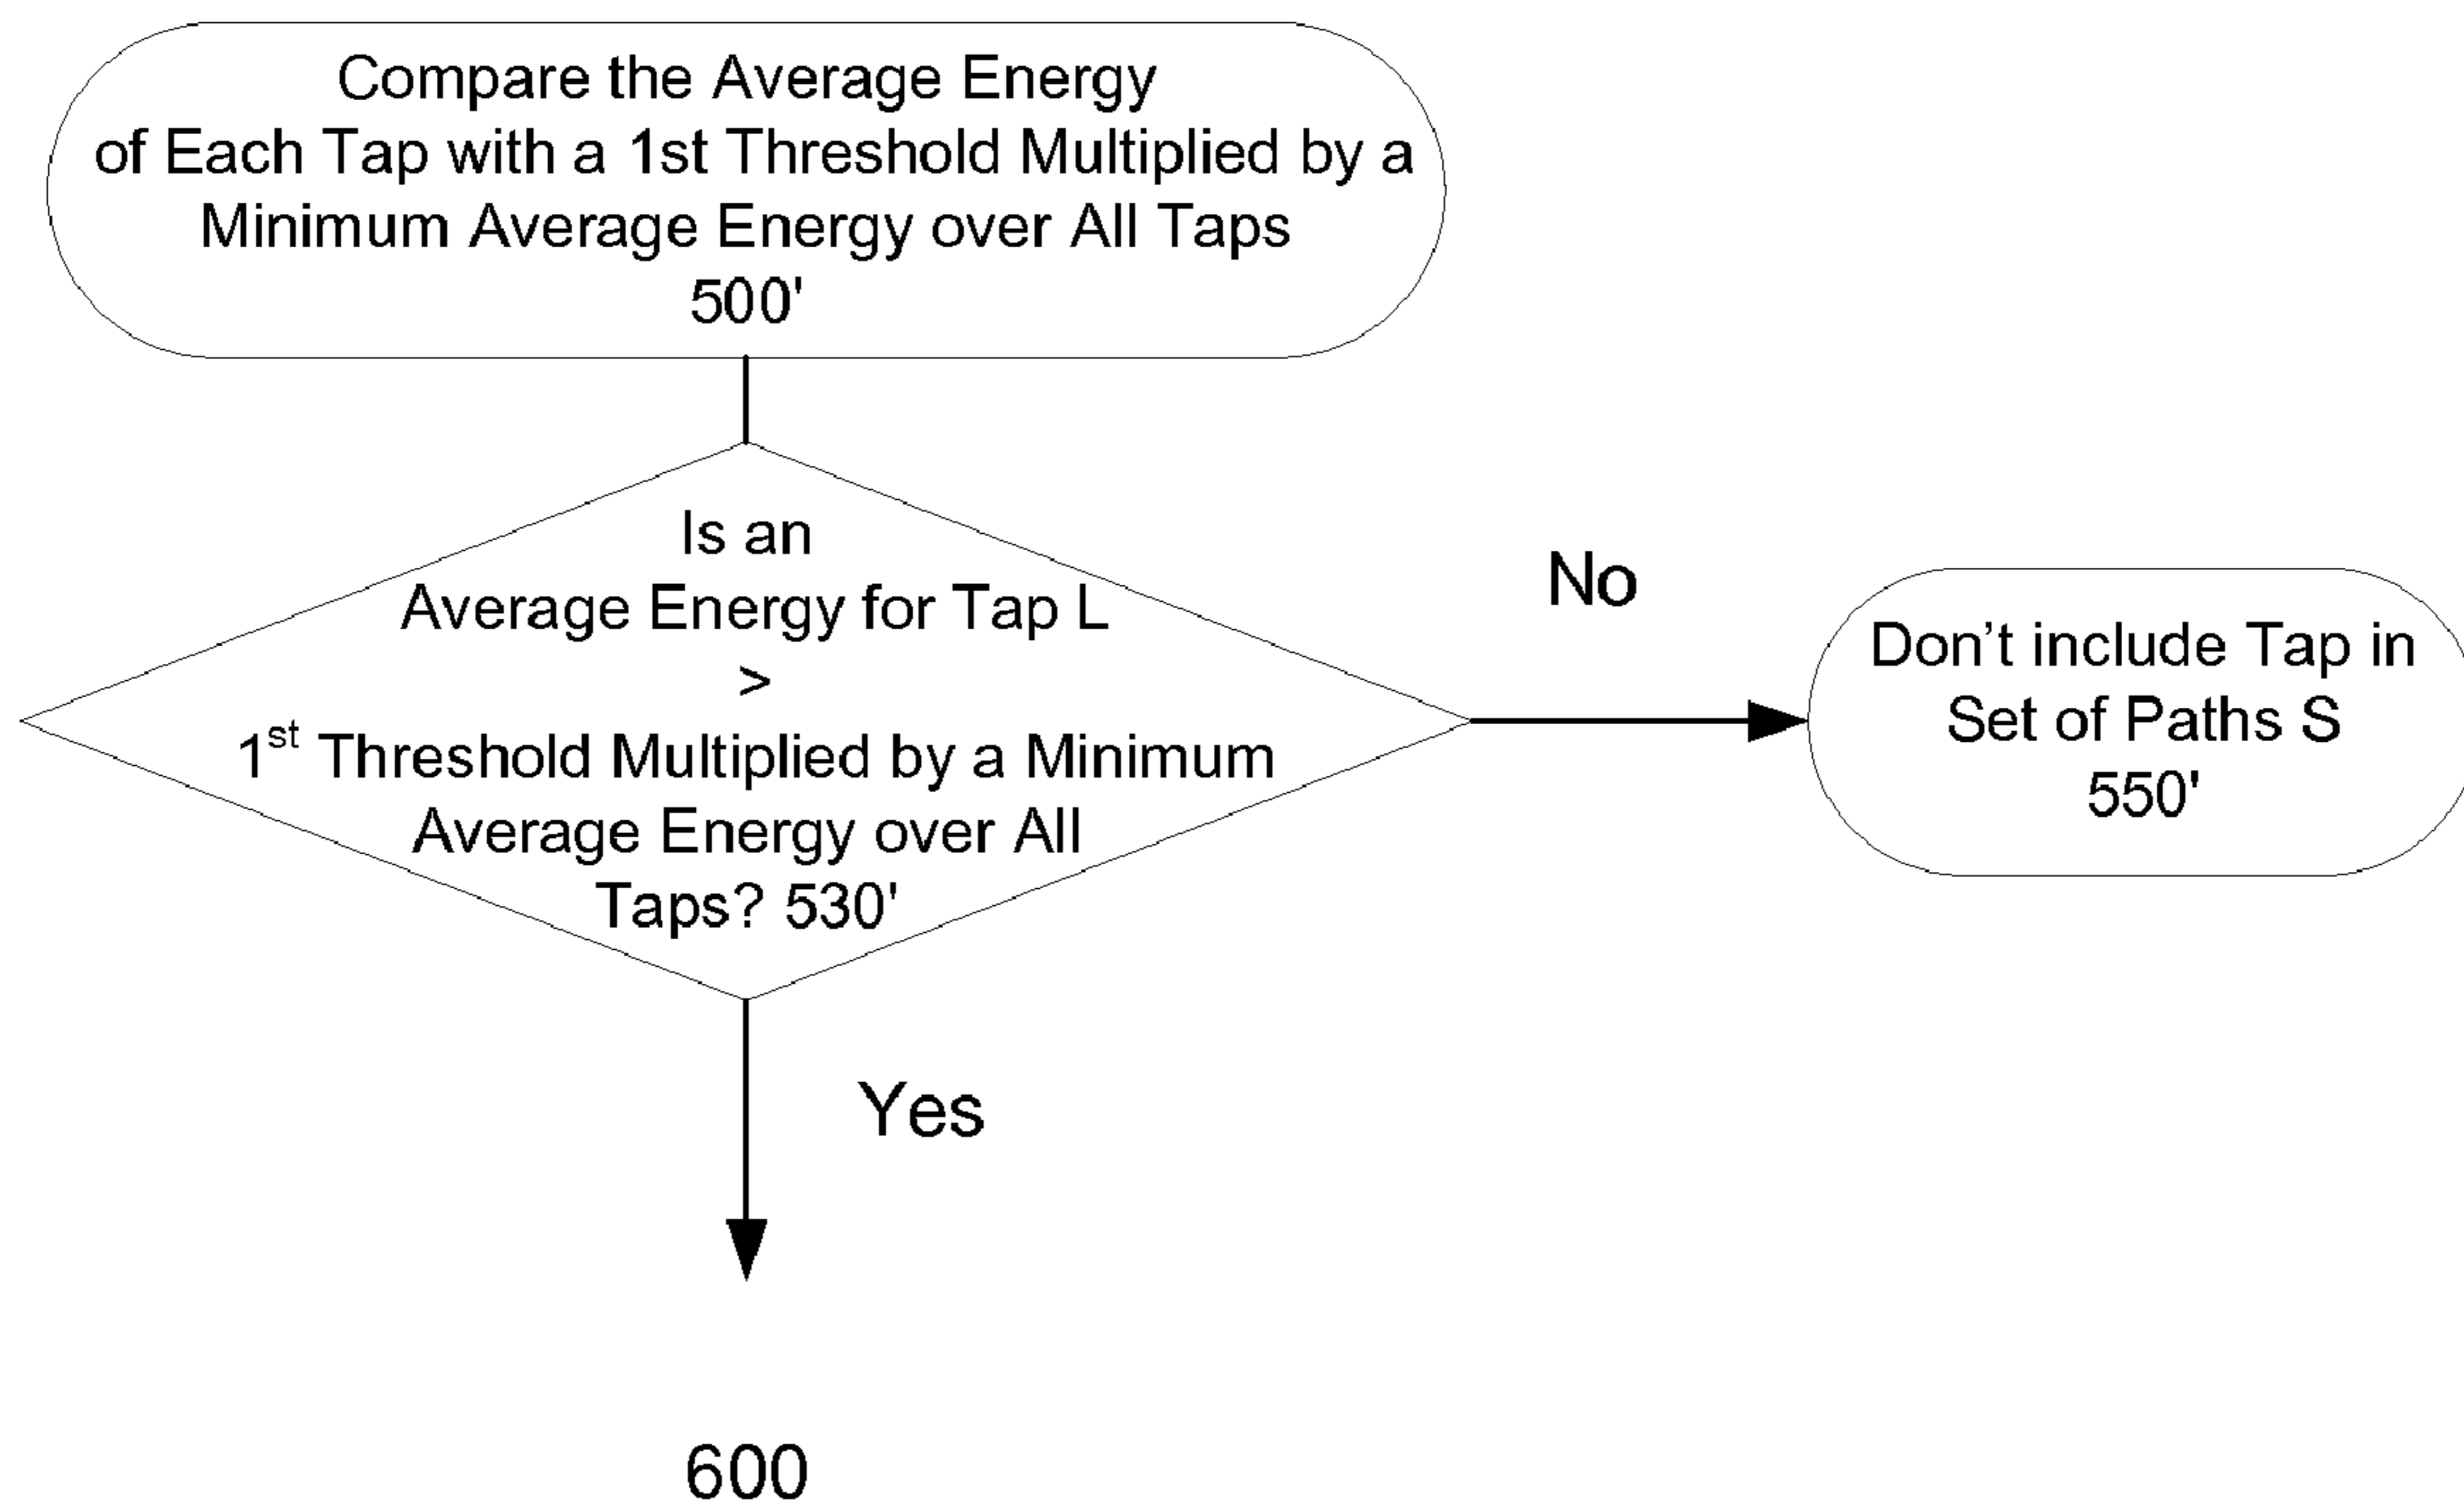 Compare the Average Energy
of Each Tap with a 1st Threshold Multiplied by a
Minimum Average Energy over All Taps
500'
Is an
Average Energy for Tap L
>
1st Threshold Multiplied by a Minimum
Average Energy over All
Taps? 530'
No
Don’t include Tap in
Set of Paths S
550'
Yes
600